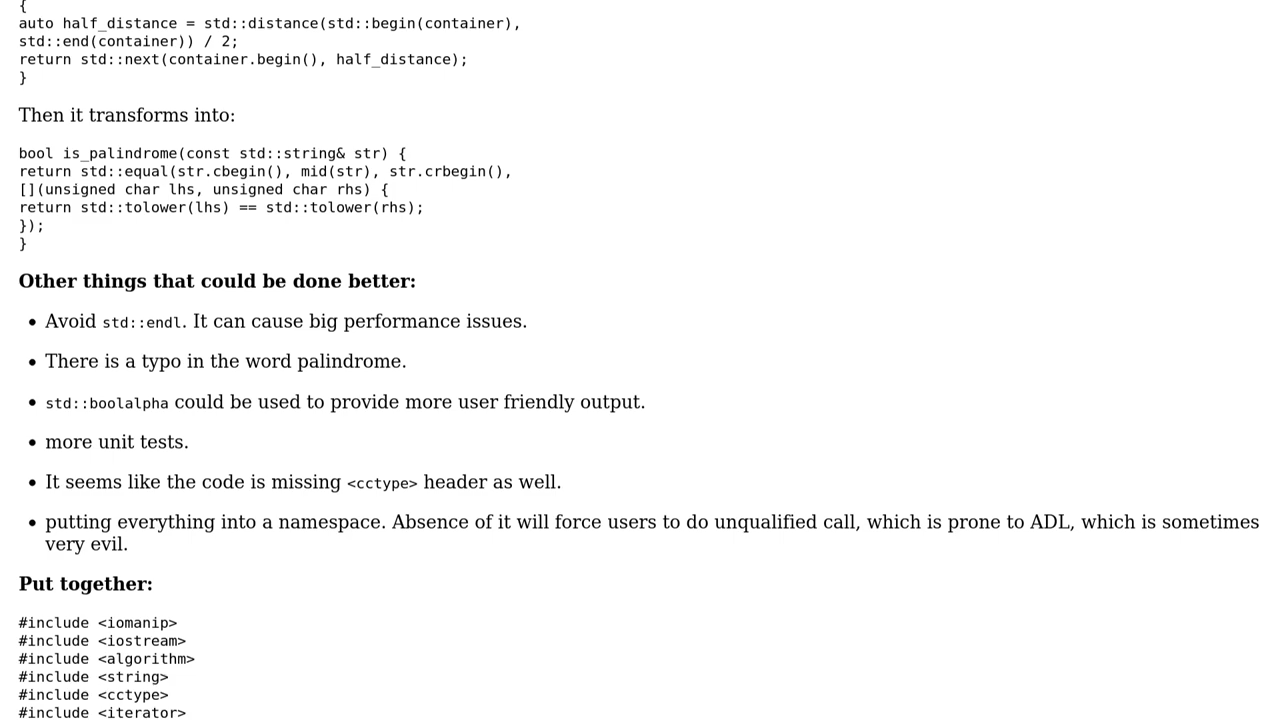 {
auto half_distance = std::distance(std::begin(container),
std::end(container)) / 2;
return std::next(container.begin(), half_distance);
}
Then it transforms into:
bool is_palindrome(const std::string& str) {
return std::equal(str.cbegin(), mid(str), str.crbegin(),
[](unsigned char lhs, unsigned char rhs) {
return std::tolower(lhs) == std::tolower(rhs);
});
}
Other things that could be done better:
• Avoid std::endl. It can cause big performance issues.
• There is a typo in the word palindrome.
• std::boolalpha could be used to provide more user friendly output.
• more unit tests.
• It seems like the code is missing <cctype> header as well.
• putting everything into a namespace. Absence of it will force users to do unqualified call, which is prone to ADL, which is sometimes
very evil.
Put together:
#include <iomanip>
#include <iostream>
#include <algorithm>
#include <string>
#include <cctype>
#include <iterator>